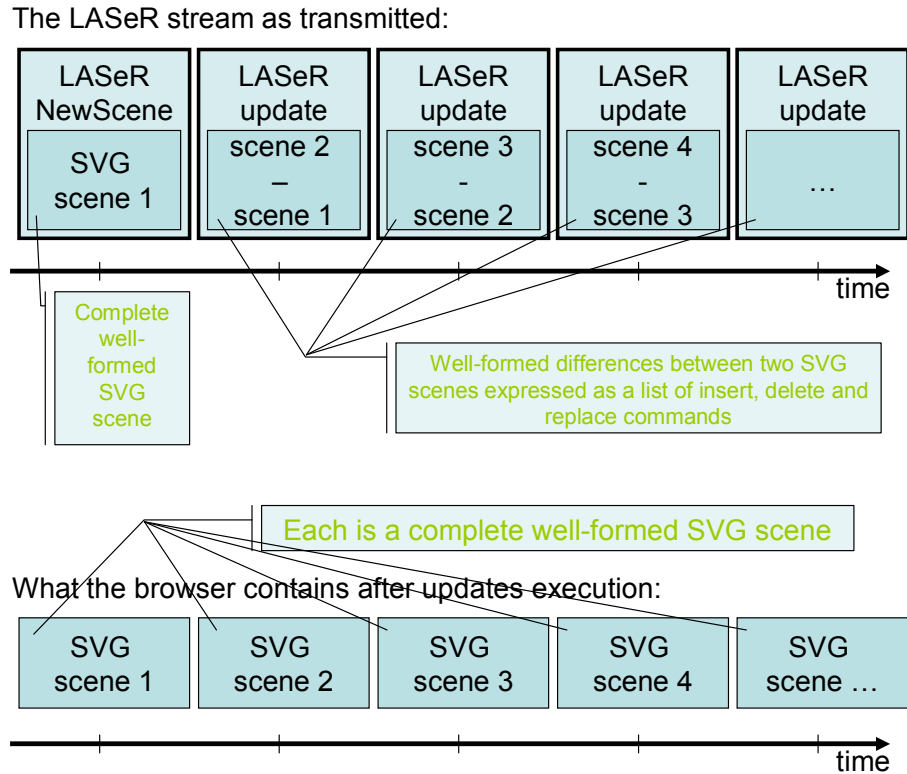 The LASeR stream as transmitted:
LASeR
NewScene
SVG
scene 1
LASeR
update
scene 2
–
scene 1
LASeR
update
scene 3
-
scene 2
LASeR
update
scene 4
-
scene 3
LASeR
update
…
time
Complete
well-
formed
SVG
scene
Well-formed differences between two SVG
scenes expressed as a list of insert, delete and
replace commands
Each is a complete well-formed SVG scene
What the browser contains after updates execution:
SVG
scene 1
SVG
scene 2
SVG
scene 3
SVG
scene 4
SVG
scene …
time